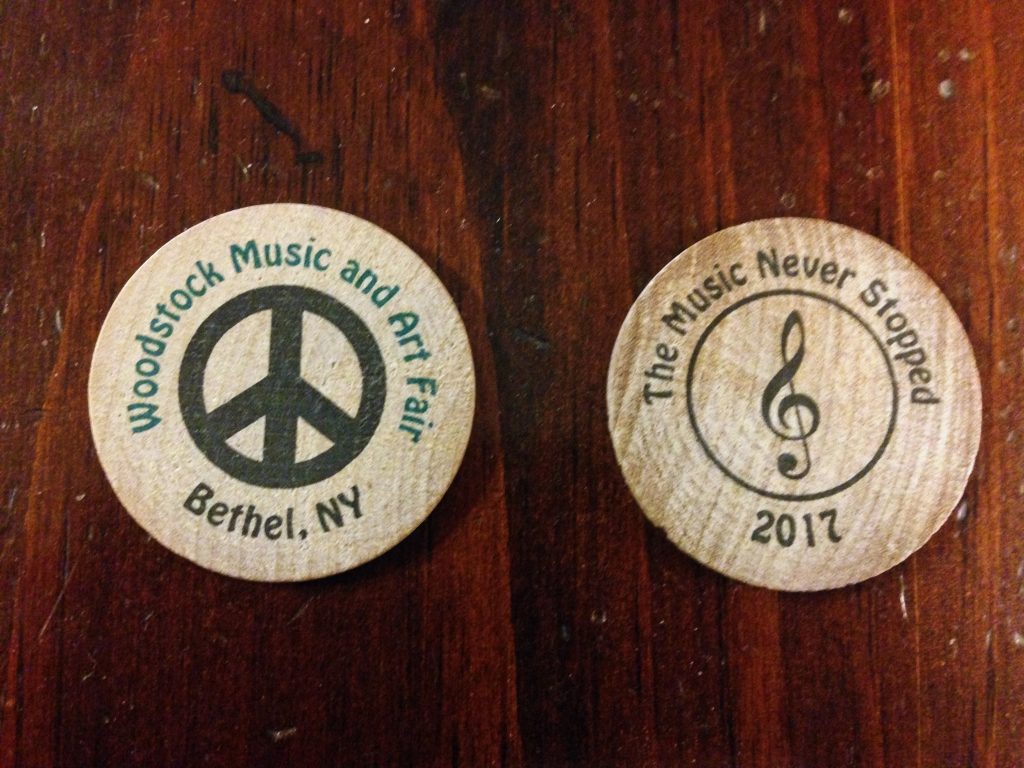 Woodstock Music and Art Fair
Bethel, NY
The Music Never Stopped
2017